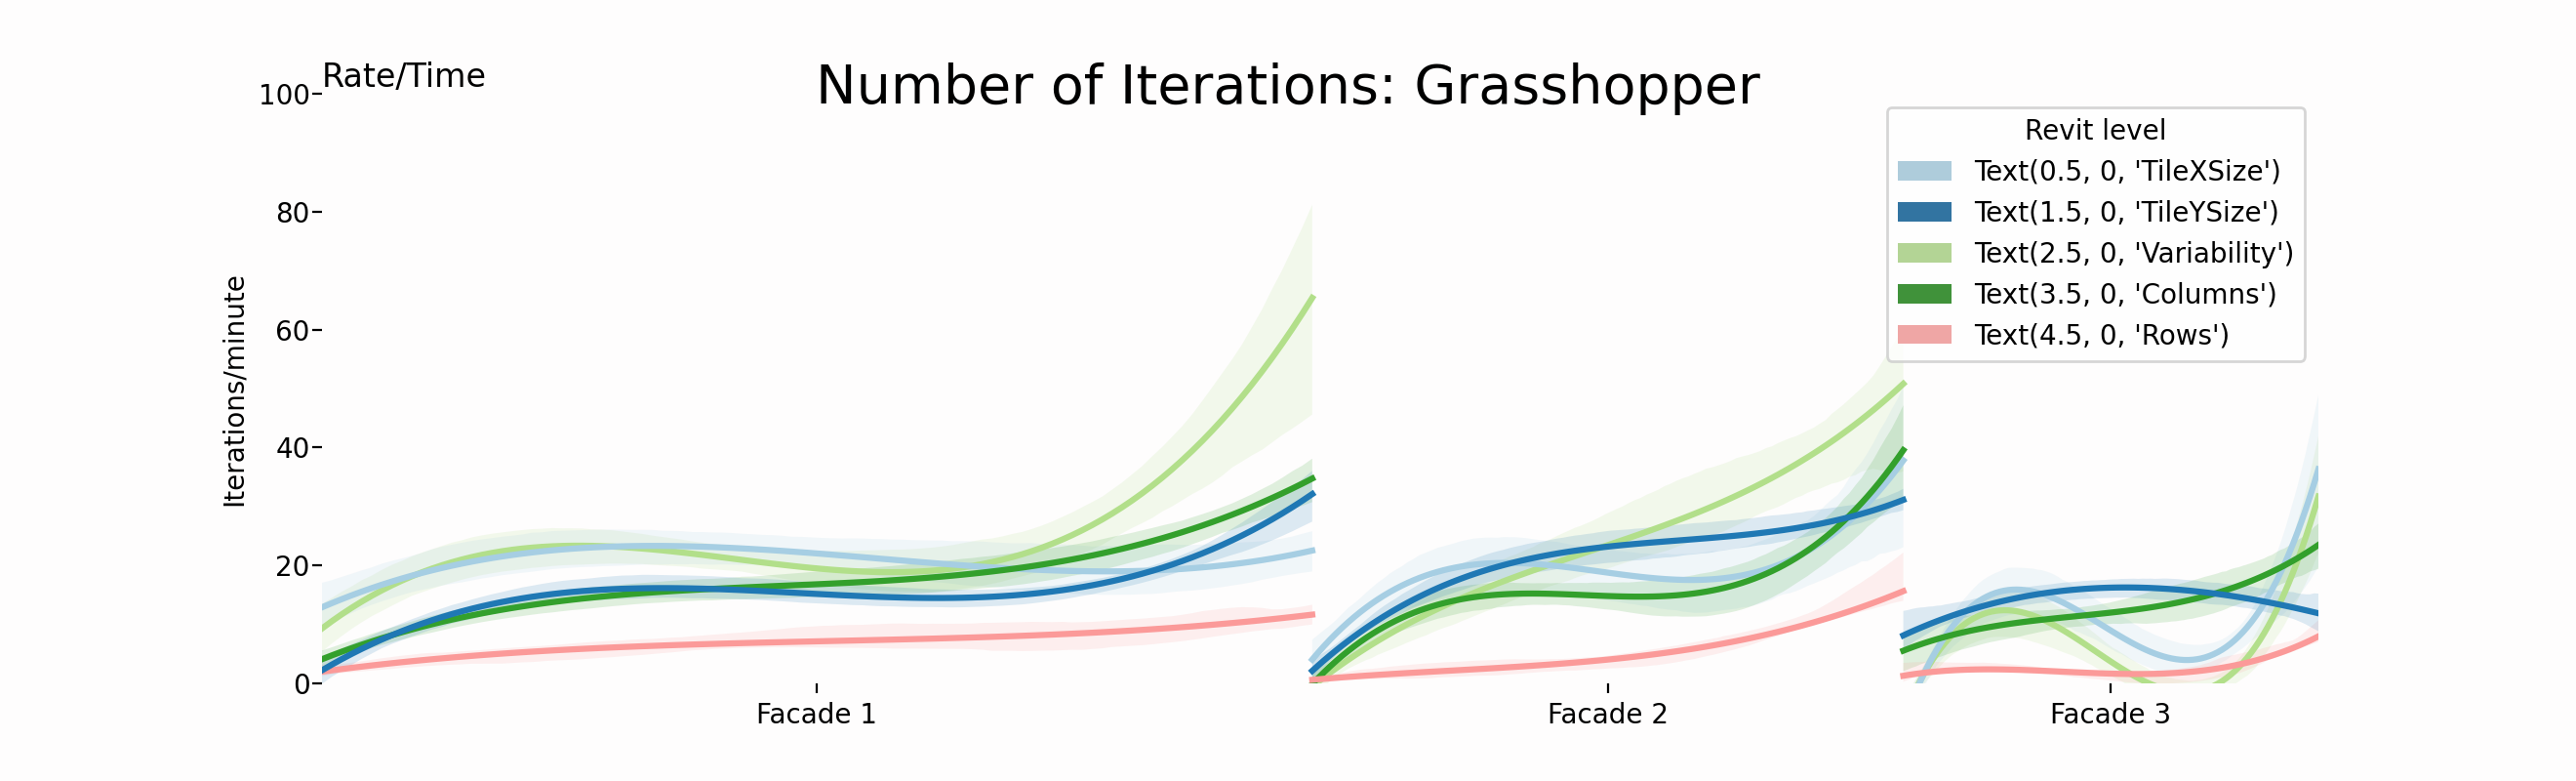 Rate/Time
Number of Iterations: Grasshopper
100
80
60
40
20
0
Iterations/minute
Revit level
Text(0.5, 0, 'TileXSize')
Text(1.5, 0, 'TileYSize')
Text(2.5, 0, 'Variability')
Text(3.5, 0, 'Columns')
Text(4.5, 0, 'Rows')
Facade 1
Facade 2
Facade 3